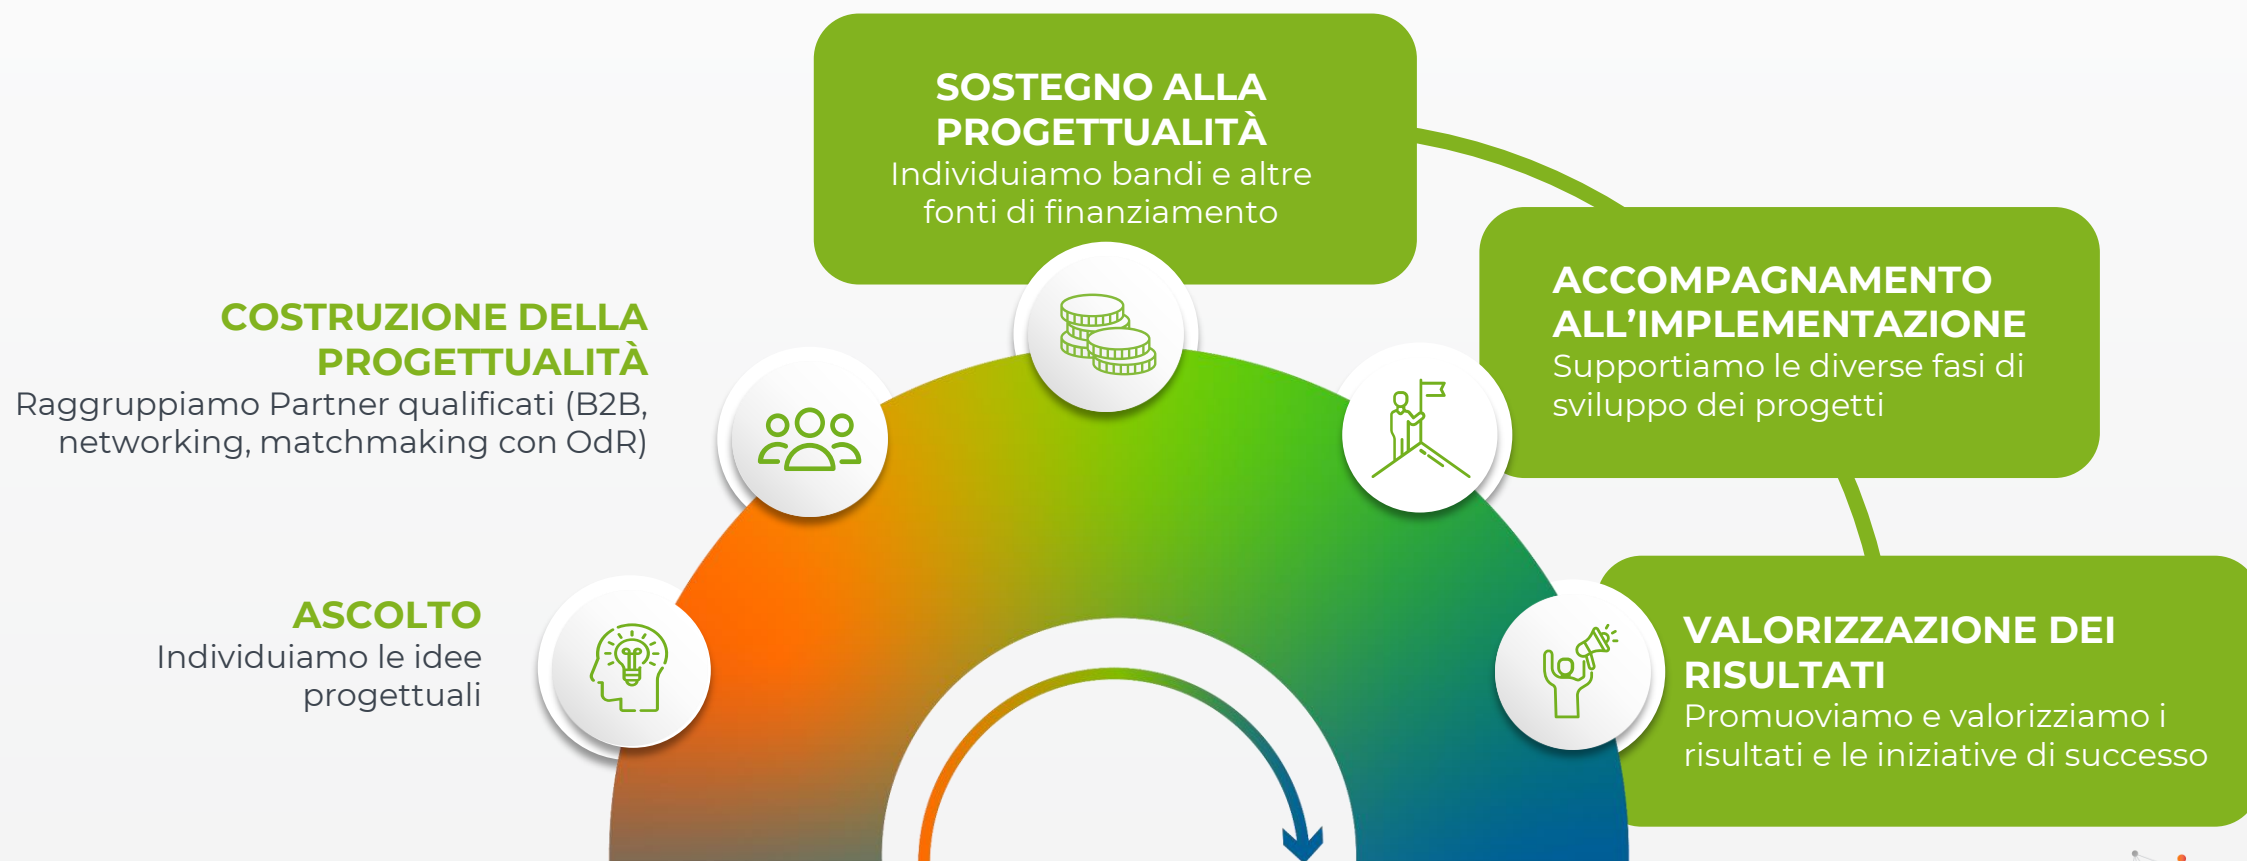 ASCOLTO
Individuiamo le idee
progettuali
COSTRUZIONE DELLA
PROGETTUALITÀ
Raggruppiamo Partner qualificati (B2B,
networking, matchmaking con OdR)
SOSTEGNO ALLA
PROGETTUALITÀ
Individuiamo bandi e altre
fonti di finanziamento
ACCOMPAGNAMENTO
ALL’IMPLEMENTAZIONE
Supportiamo le diverse fasi di
sviluppo dei progetti
VALORIZZAZIONE DEI
RISULTATI
Promuoviamo e valorizziamo i
risultati e le iniziative di successo